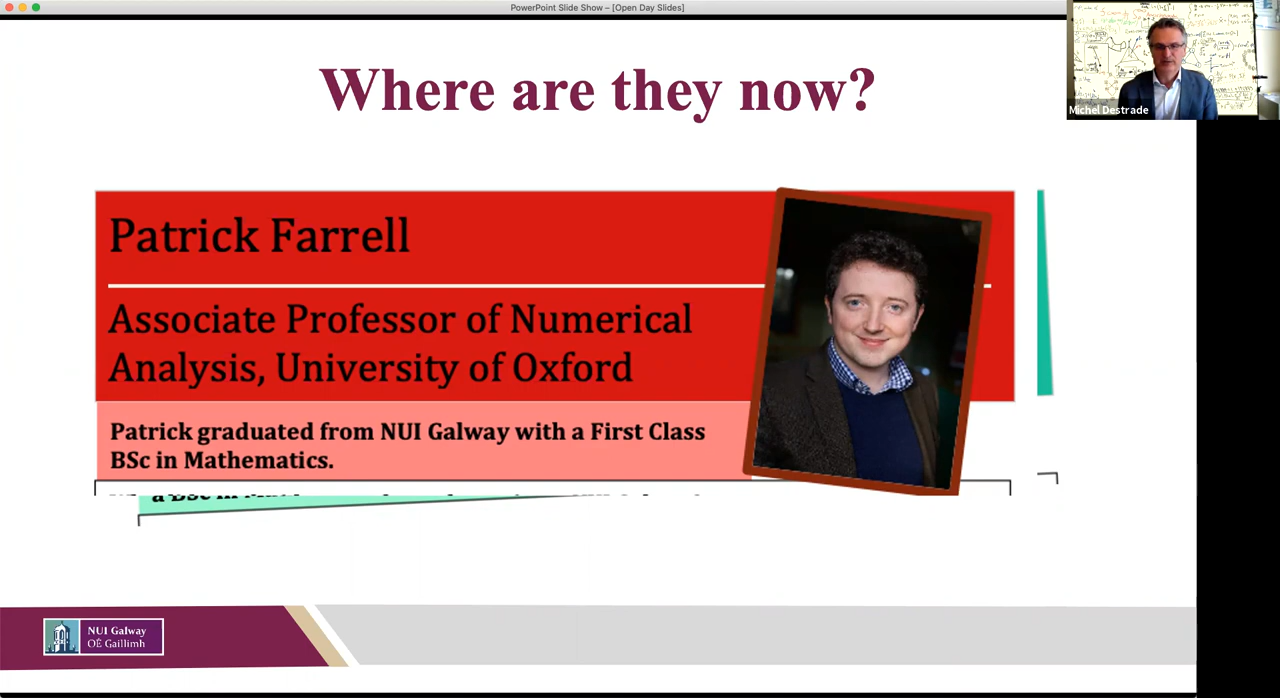 PowerPoint Slide Show – [Open Day Slides]
Where are they now?
Michel Destrade
Patrick Farrell
Associate Professor of Numerical
Analysis, University of Oxford
Patrick graduated from NUI Galway with a First Class
BSc in Mathematics.
NUI Galway
OÉ Gaillimh